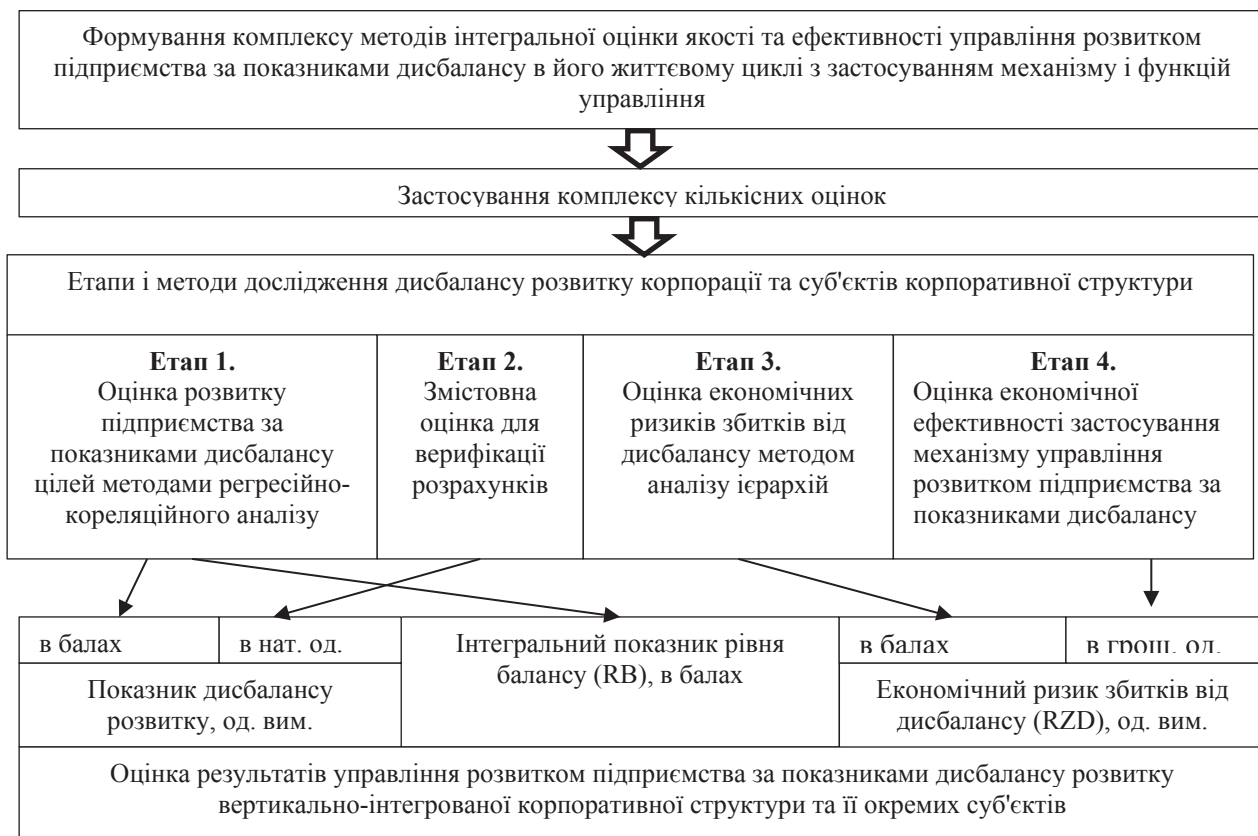 Формування комплексу методів інтегральної оцінки якості та ефективності управління розвитком
підприємства за показниками дисбалансу в його життєвому циклі з застосуванням механізму і функцій
управління
Застосування комплексу кількісних оцінок
Етапи і методи дослідження дисбалансу розвитку корпорації та суб'єктів корпоративної структури
Етап 1.
Оцінка розвитку
підприємства за
показниками дисбалансу
цілей методами регресійно-
кореляційного аналізу
Етап 2.
Змістовна
оцінка для
верифікації
розрахунків
Етап 3.
Оцінка економічних
ризиків збитків від
дисбалансу методом
аналізу ієрархій
Етап 4.
Оцінка економічної
ефективності застосування
механізму управління
розвитком підприємства за
показниками дисбалансу
в балах
в нат. од.
Інтегральний показник рівня
балансу (RB), в балах
в балах
в грош. од.
Показник дисбалансу
розвитку, од. вим.
Економічний ризик збитків від
дисбалансу (RZD), од. вим.
Оцінка результатів управління розвитком підприємства за показниками дисбалансу розвитку
вертикально-інтегрованої корпоративної структури та її окремих суб'єктів